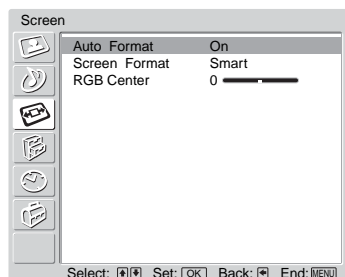 Screen
Auto Format On
Screen Format Smart
RGB Center 0
Select: Set: OK Back: End: MENU